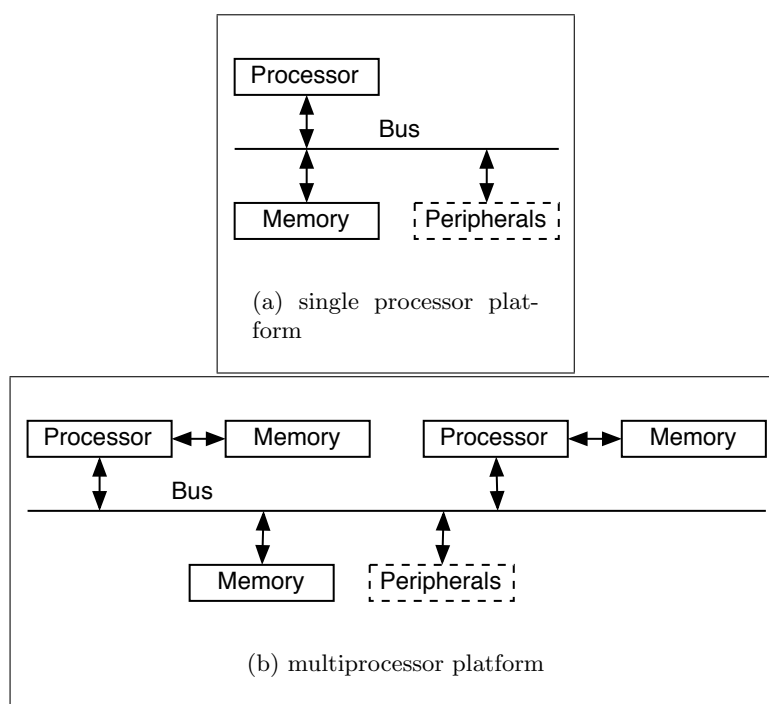 Processor
Bus
Memory Peripherals
(a) single processor plat-
form
Processor Memory Processor Memory
Bus
Memory Peripherals
(b) multiprocessor platform